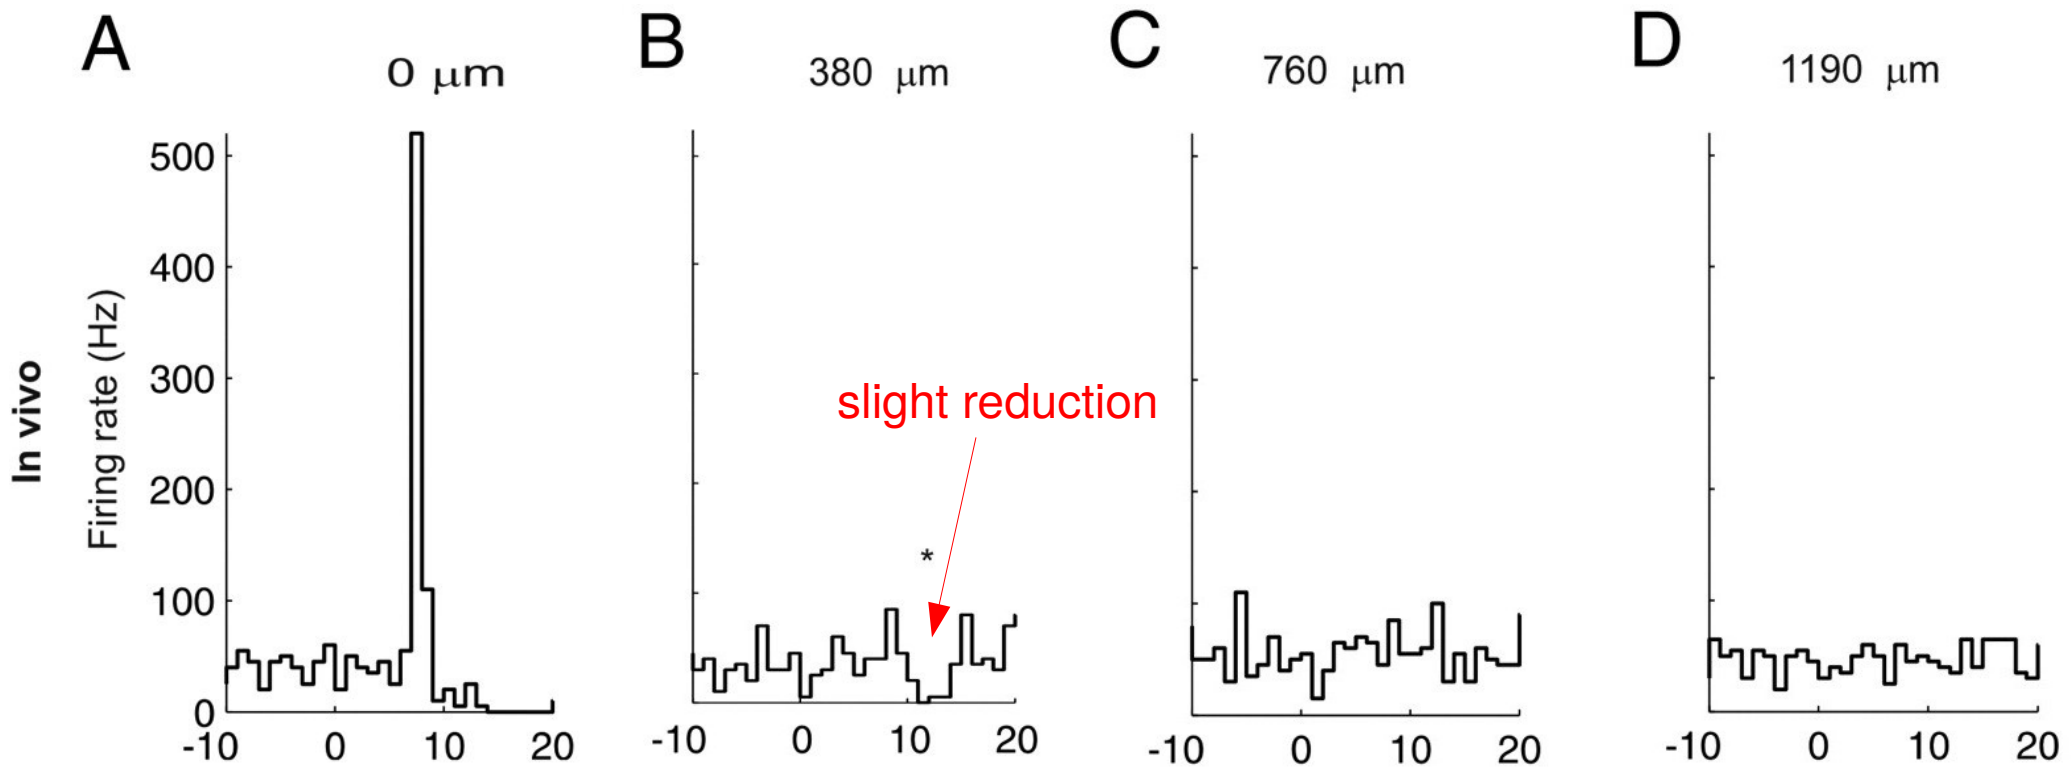 A
0 μm
B
380 μm
C
760 μm
D
1190 μm
In vivo
Firing rate (Hz)
500
400
300
200
100
0
slight reduction
*
-10 0 10 20
-10 0 10 20
-10 0 10 20
-10 0 10 20